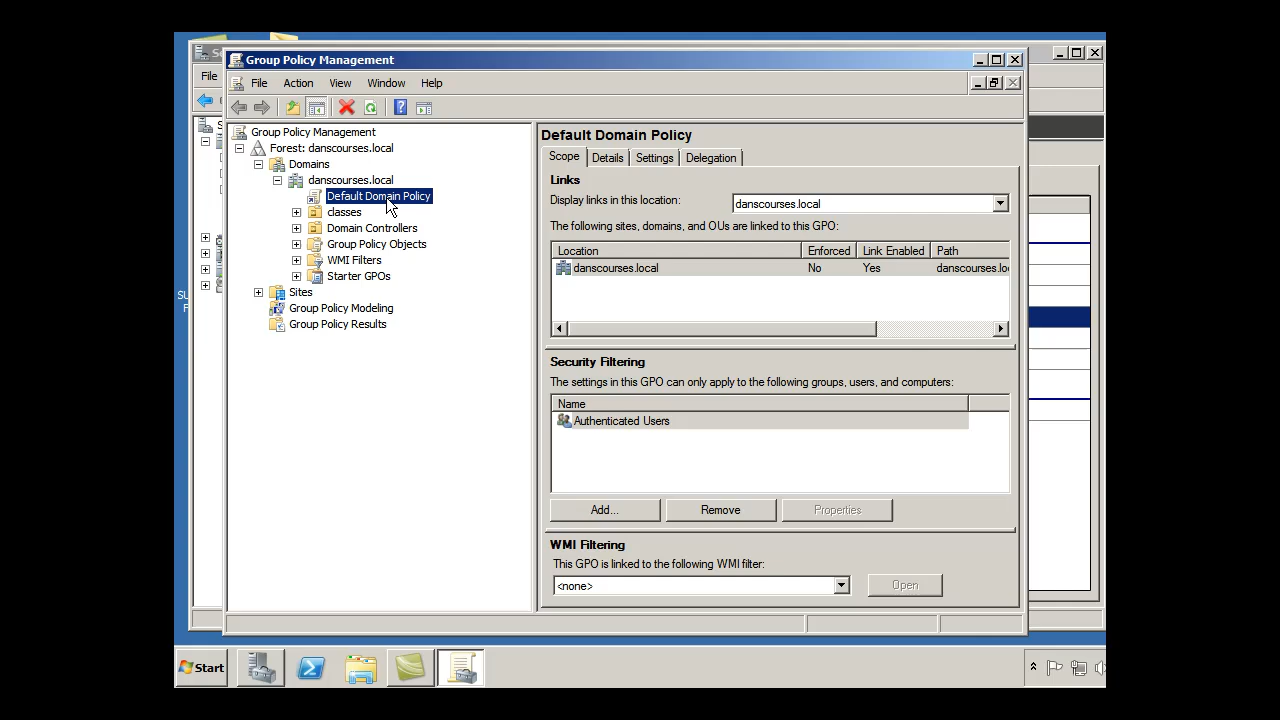 Group Policy Management
File
File Action View Window Help
Group Policy Management
Forest: danscourses.local
Domains
danscourses.local
Default Domain Policy
classes
Domain Controllers
Group Policy Objects
WMI Filters
Starter GPOs
Sites
Group Policy Modeling
Group Policy Results
Default Domain Policy
Scope Details Settings Delegation
Links
Display links in this location: danscourses.local
The following sites, domains, and OUs are linked to this GPO:
Location Enforced Link Enabled Path
danscourses.local No Yes danscourses.lo
Security Filtering
The settings in this GPO can only apply to the following groups, users, and computers:
Name
Authenticated Users
Add... Remove Properties
WMI Filtering
This GPO is linked to the following WMI filter:
<none> Open
Start